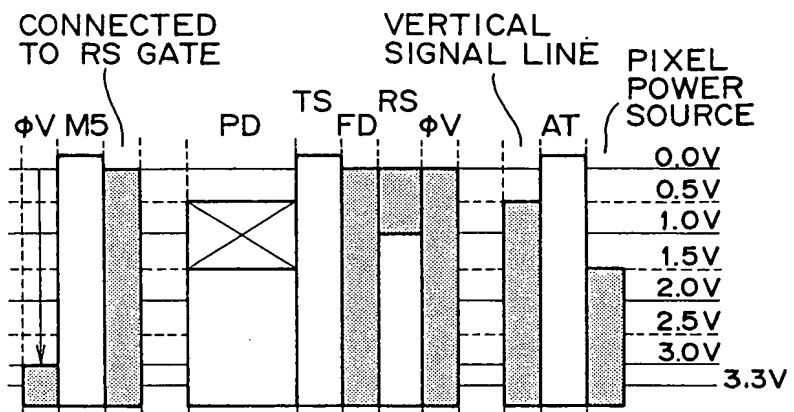 CONNECTED
TO RS GATE
VERTICAL
SIGNAL LINE
PIXEL
POWER
SOURCE
ΦV M5 PD TS FD RS ΦV AT
0.0V
0.5V
1.0V
1.5V
2.0V
2.5V
3.0V
3.3V